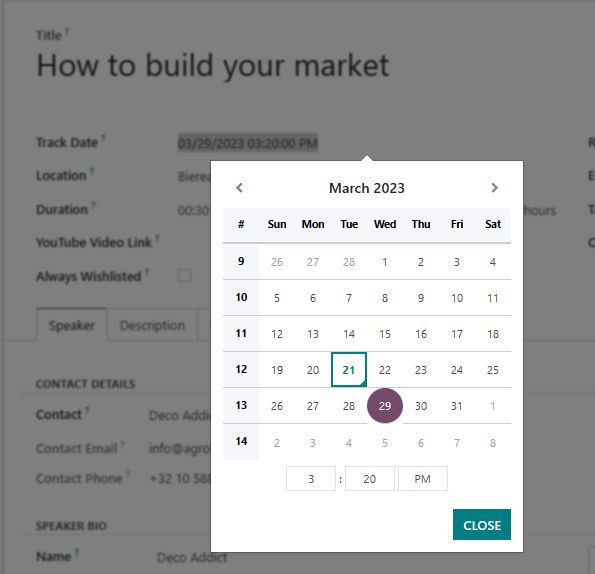 Title ?
How to build your market
Track Date ? 03/29/2023 03:20:00 PM R
Location ?
Duration ? 00:30 hours
YouTube Video Link ?
Always Wishlisted ?
Speaker Description
CONTACT DETAILS
Contact ? Deco Addict
Contact Email ?
Contact Phone ? +32 10 588
SPEAKER BIO
Name ? Deco Addict
March 2023
# Sun Mon Tue Wed Thu Fri Sat
9 26 27 28 1 2 3 4
10 5 6 7 8 9 10 11
11 12 13 14 15 16 17 18
12 19 20 21 22 23 24 25
13 26 27 28 29 30 31 1
14 2 3 4 5 6 7 8
3 : 20 PM
CLOSE